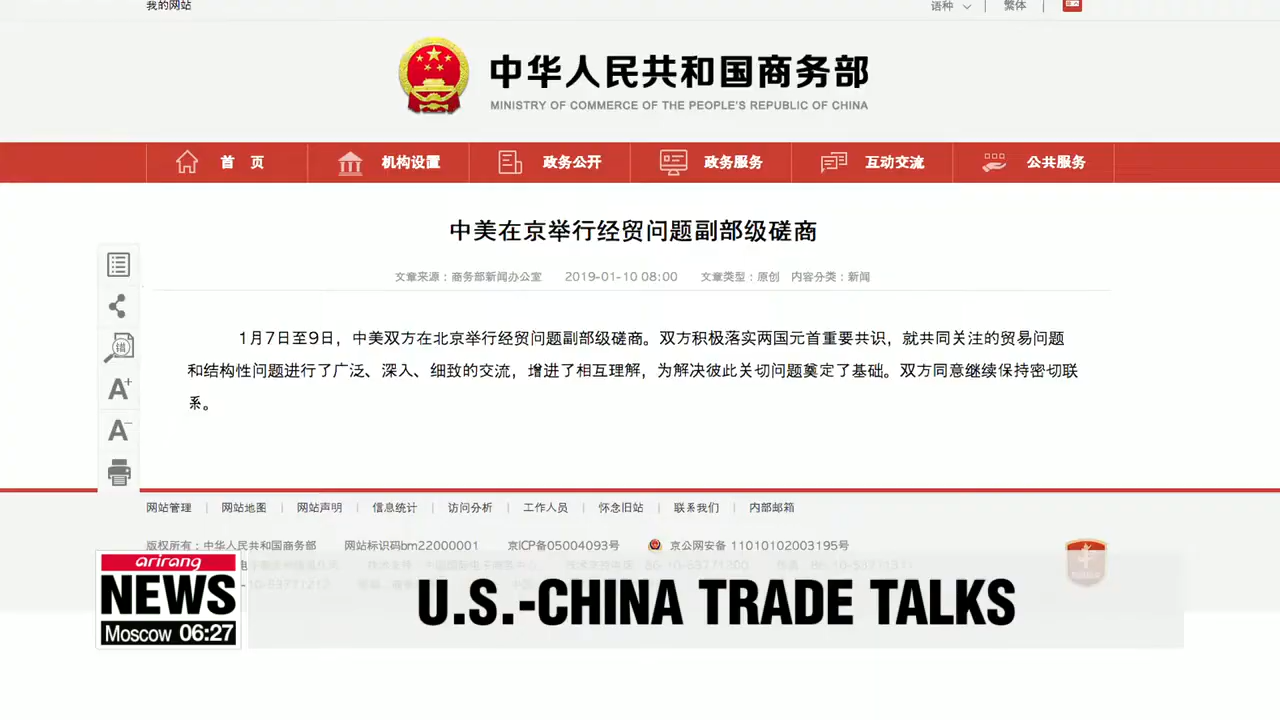 我的网站
语种
繁体
中华人民共和国商务部
MINISTRY OF COMMERCE OF THE PEOPLE'S REPUBLIC OF CHINA
首 页
机构设置
政务公开
政务服务
互动交流
公共服务
中美在京举行经贸问题副部级磋商
文章来源：商务部新闻办公室 2019-01-10 08:00 文章类型：原创 内容分类：新闻
1月7日至9日，中美双方在北京举行经贸问题副部级磋商。双方积极落实两国元首重要共识，就共同关注的贸易问题
和结构性问题进行了广泛、深入、细致的交流，增进了相互理解，为解决彼此关切问题奠定了基础。双方同意继续保持密切联
系。
错
A+
A-
网站管理 | 网站地图 | 网站声明 | 信息统计 | 访问分析 | 工作人员 | 怀念旧站 | 联系我们 | 内部邮箱
版权所有：中华人民共和国商务部 网站标识码bm22000001 京ICP备05004093号 京公网安备 11010102003195号
arirang
NEWS
Moscow 06:27
U.S.-CHINA TRADE TALKS